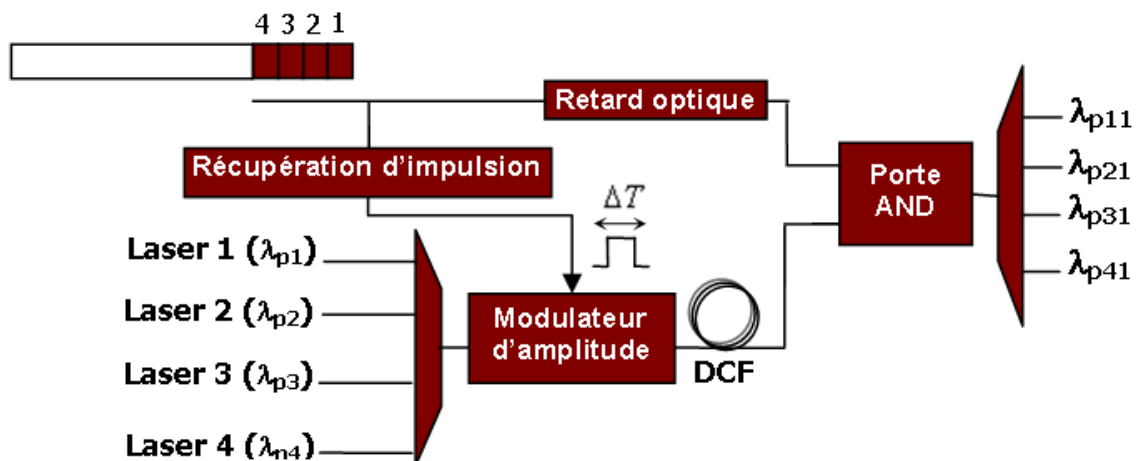 4 3 2 1
Retard optique
Récupération d'impulsion
ΔT
Laser 1 (λp1)
Laser 2 (λp2)
Laser 3 (λp3)
Laser 4 (λp4)
Modulateur
d'amplitude
DCF
Porte
AND
λp11
λp21
λp31
λp41